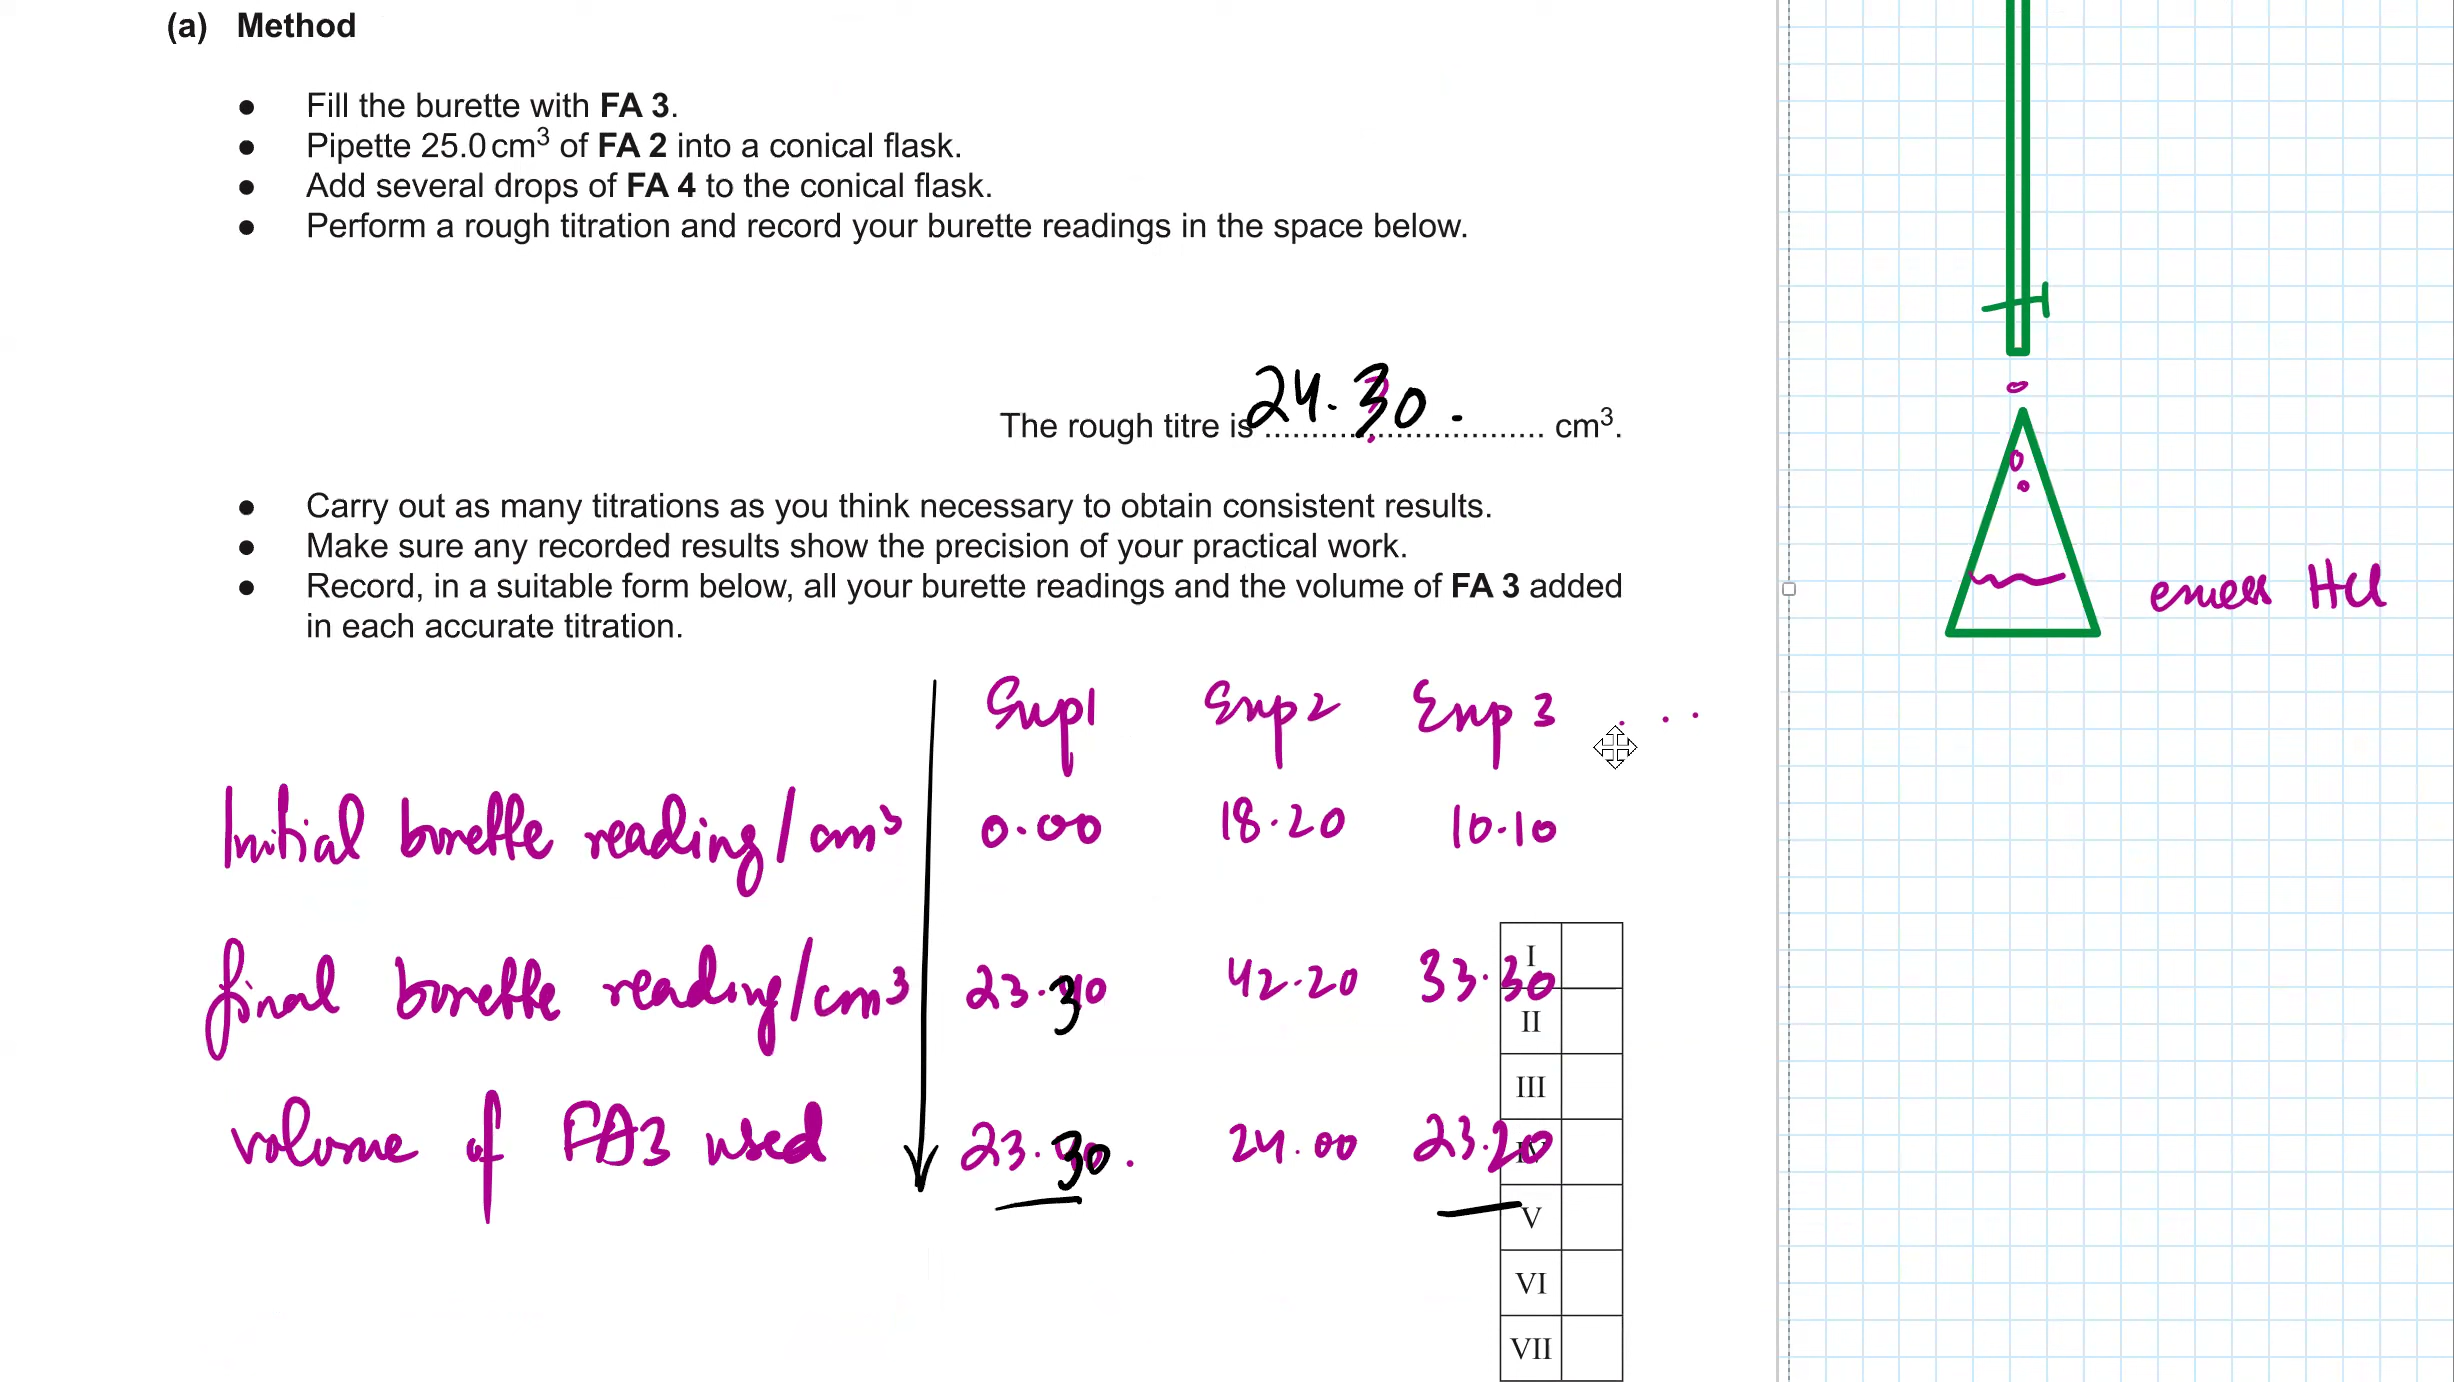 (a) Method
● Fill the burette with FA 3.
● Pipette 25.0 cm³ of FA 2 into a conical flask.
● Add several drops of FA 4 to the conical flask.
● Perform a rough titration and record your burette readings in the space below.
The rough titre is 24.30 cm³.
● Carry out as many titrations as you think necessary to obtain consistent results.
● Make sure any recorded results show the precision of your practical work.
● Record, in a suitable form below, all your burette readings and the volume of FA 3 added
in each accurate titration.
excess HCl
Exp1 Exp2 Exp 3 ...
Initial burette reading/cm³ 0.00 18.20 10.10
final burette reading/cm³ 23.30 42.20 33.30
volume of FA3 used 23.30. 24.00 23.20
I
II
III
IV
V
VI
VII